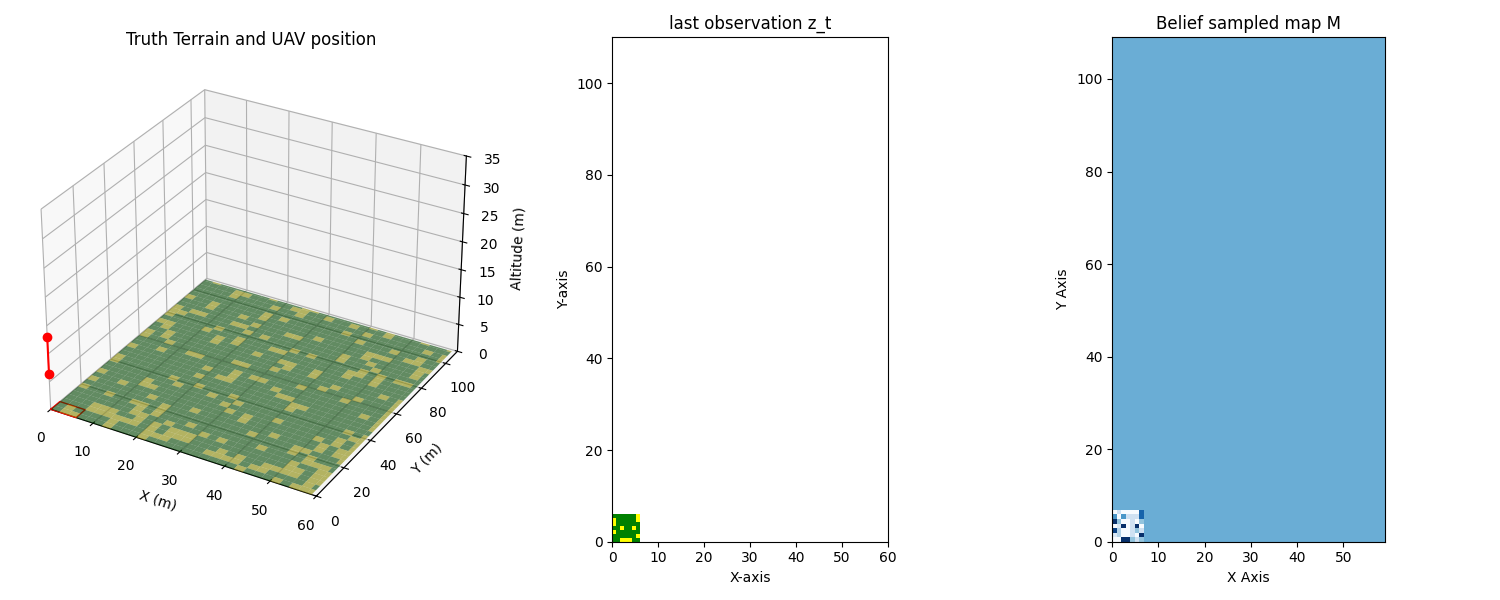 Truth Terrain and UAV position
35
30
25
20
15
10
5
0
Altitude (m)
100
80
60
40
20
0
Y (m)
0
10
20
30
40
50
60
X (m)
last observation z_t
100
80
60
40
20
0
Y-axis
0 10 20 30 40 50 60
X-axis
Belief sampled map M
100
80
60
40
20
0
Y Axis
0 10 20 30 40 50
X Axis